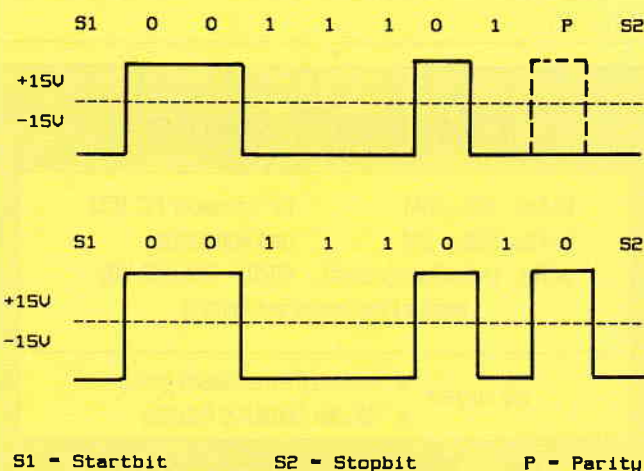 S1 0 0 1 1 1 0 1 P S2
+15V
-15V
S1 0 0 1 1 1 0 1 0 S2
+15V
-15V
S1 = Startbit S2 = Stopbit P = Parity